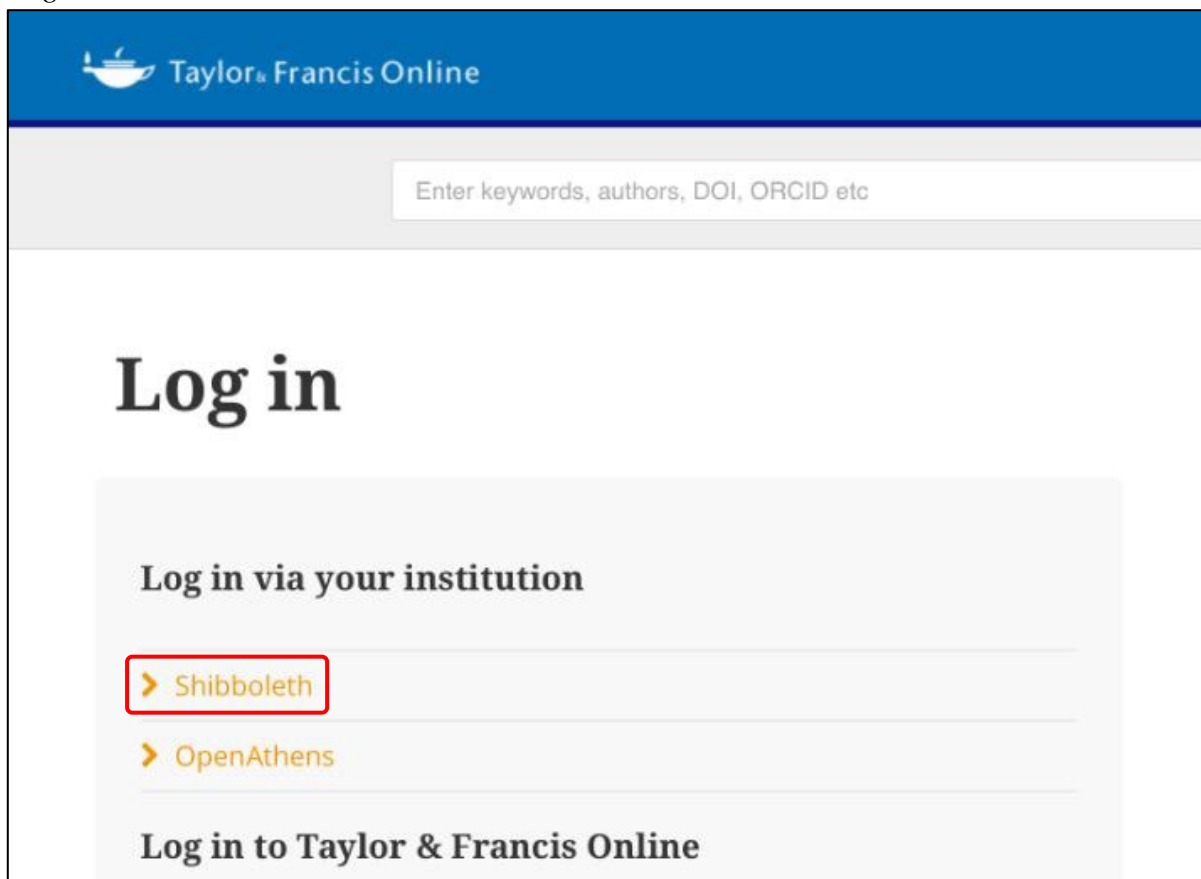 Taylor & Francis Online
Enter keywords, authors, DOI, ORCID etc
Log in
Log in via your institution
Shibboleth
OpenAthens
Log in to Taylor & Francis Online